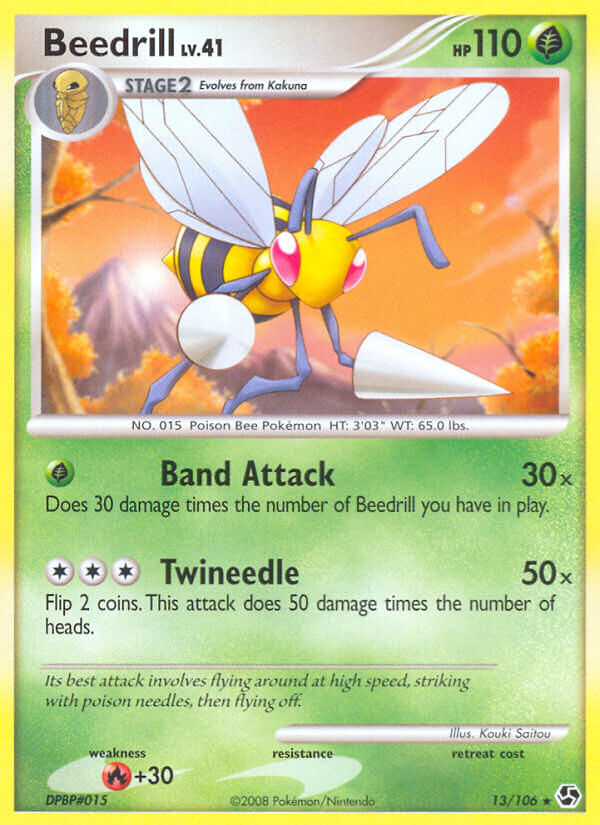 Beedrill LV.41 HP 110
STAGE2 Evolves from Kakuna
NO. 015 Poison Bee Pokémon HT: 3'03" WT: 65.0 lbs.
Band Attack 30x
Does 30 damage times the number of Beedrill you have in play.
Twineedle 50x
Flip 2 coins. This attack does 50 damage times the number of
heads.
Its best attack involves flying around at high speed, striking
with poison needles, then flying off.
Illus. Kouki Saitou
weakness resistance retreat cost
+30
DPBP#015 ©2008 Pokémon/Nintendo 13/106 ★